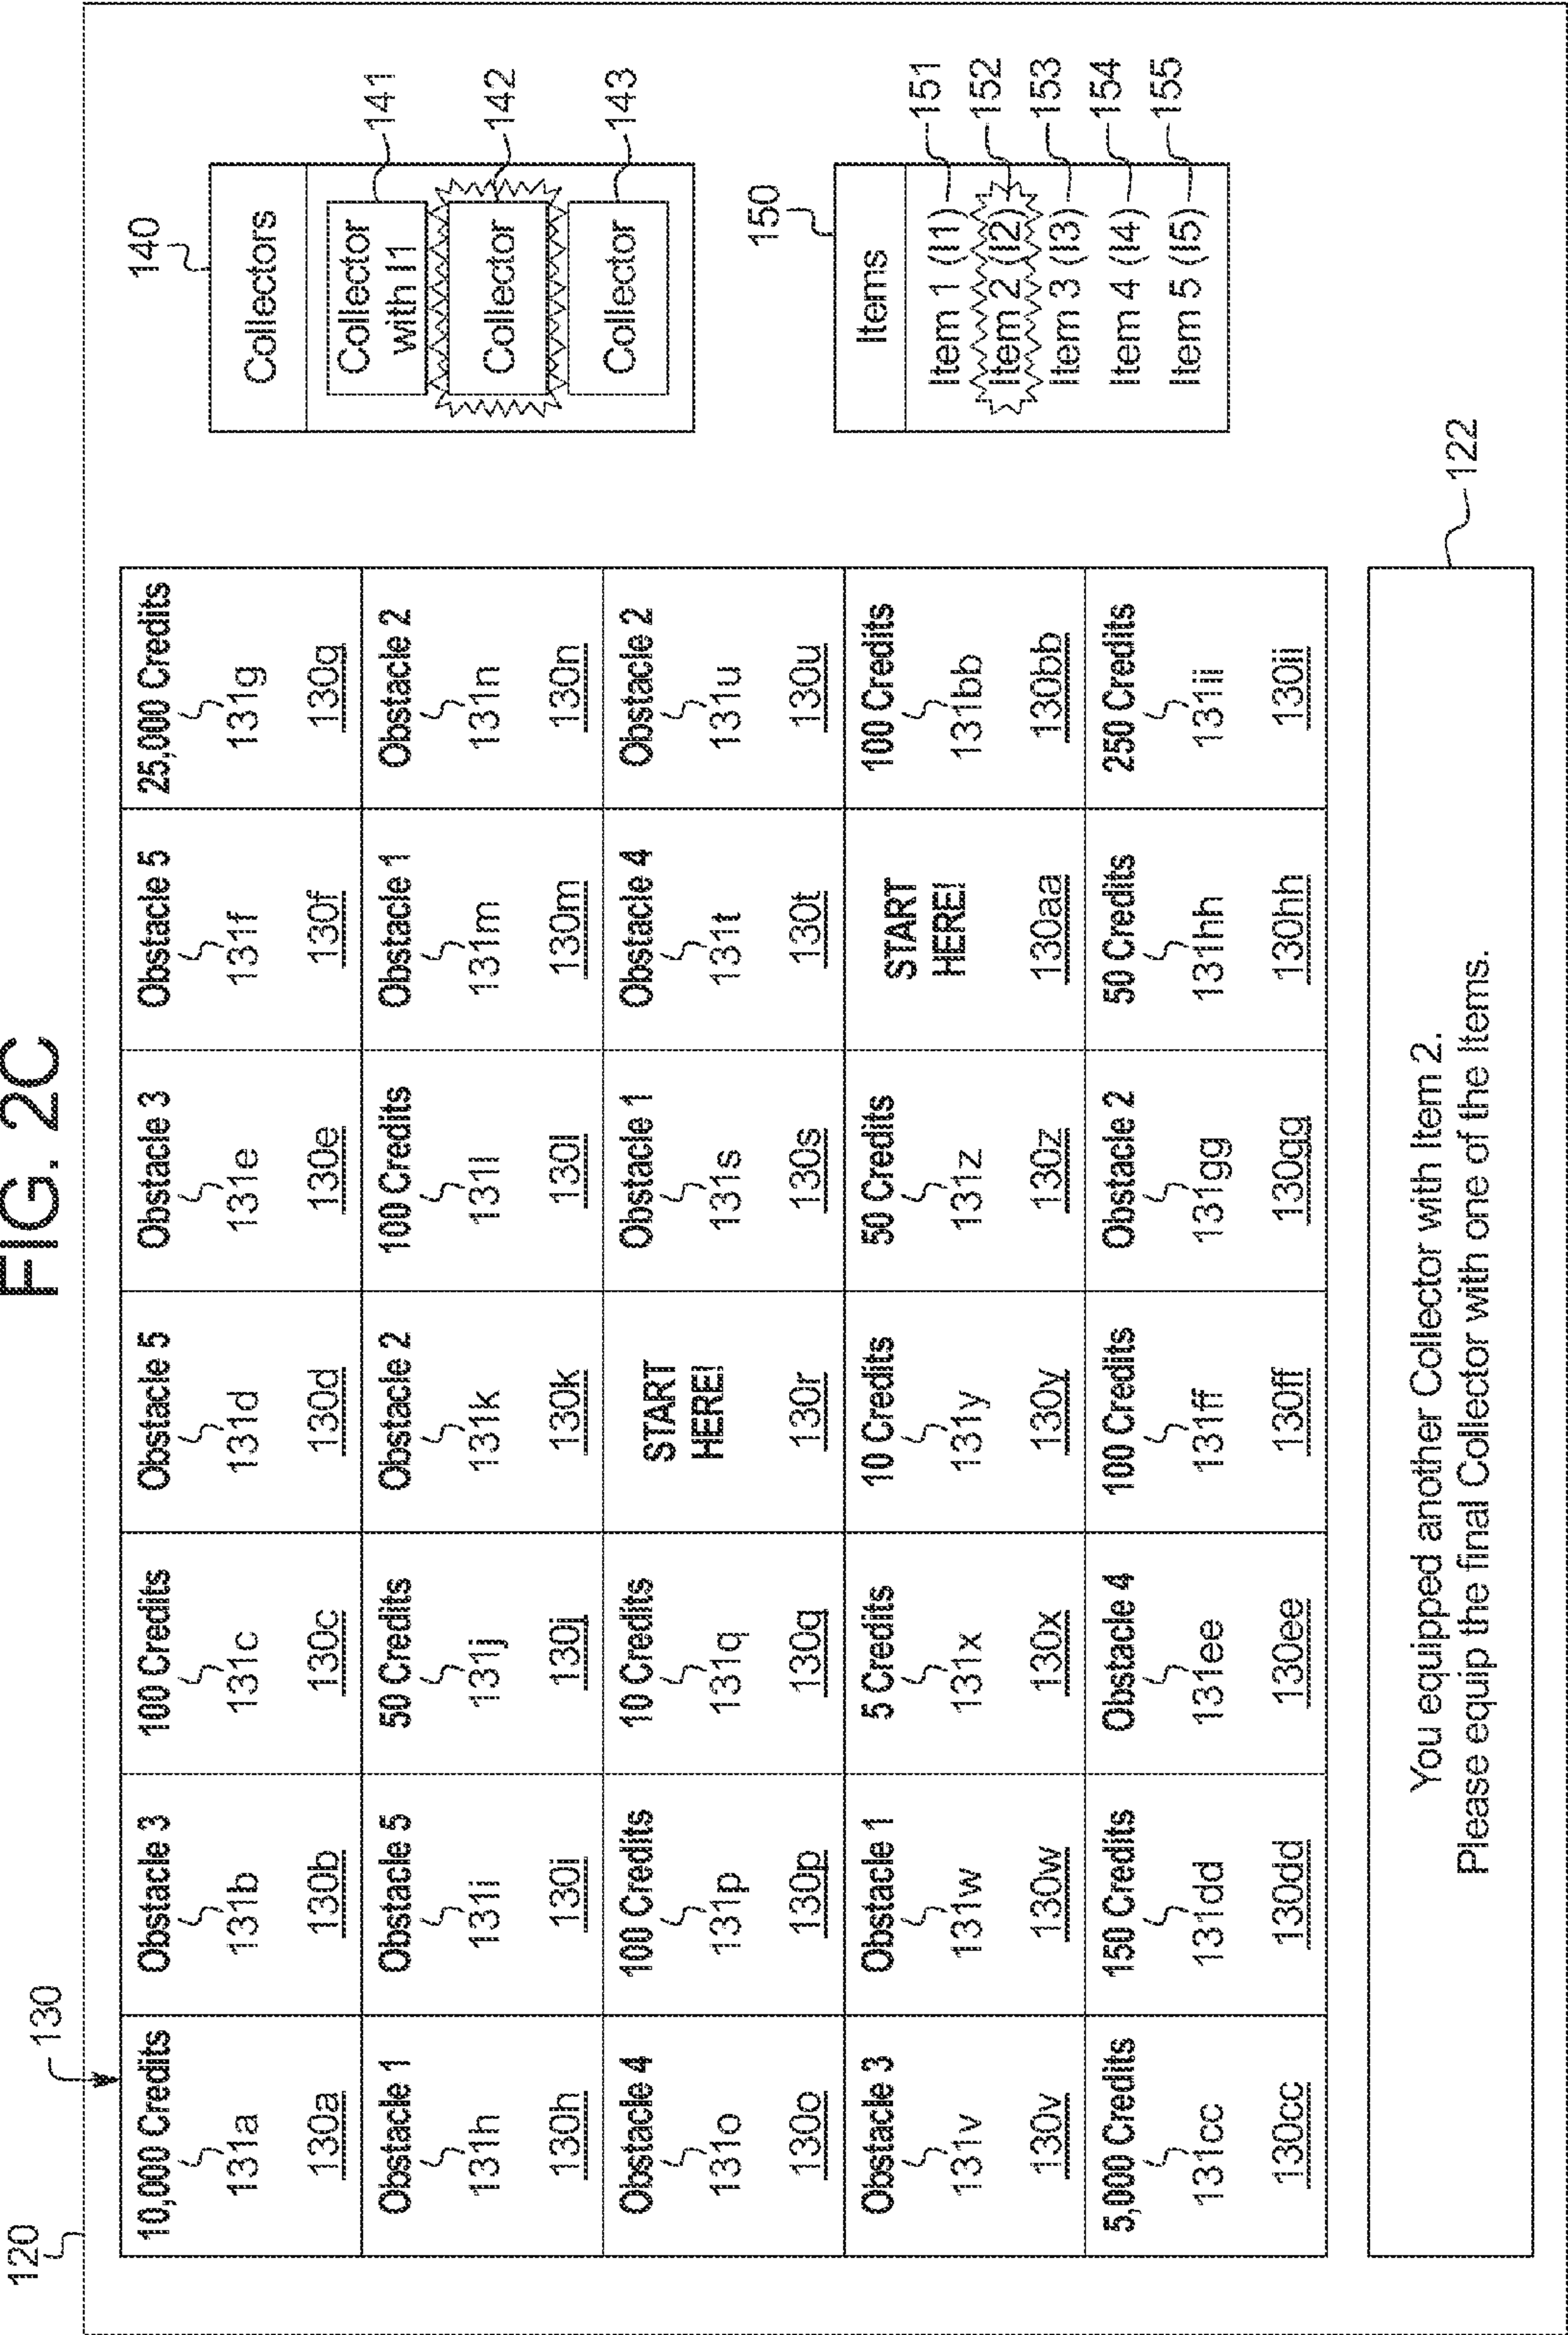 FIG. 2C
120
130
10,000 Credits
131a
130a
Obstacle 3
131b
130b
100 Credits
131c
130c
Obstacle 5
131d
130d
Obstacle 3
131e
130e
Obstacle 5
131f
130f
25,000 Credits
131g
130g
Obstacle 1
131h
130h
Obstacle 5
131i
130i
50 Credits
131j
130j
Obstacle 2
131k
130k
100 Credits
131l
130l
Obstacle 1
131m
130m
Obstacle 2
131n
130n
Obstacle 4
131o
130o
100 Credits
131p
130p
10 Credits
131q
130q
START
HERE!
130r
Obstacle 1
131s
130s
Obstacle 4
131t
130t
Obstacle 2
131u
130u
Obstacle 3
131v
130v
Obstacle 1
131w
130w
5 Credits
131x
130x
10 Credits
131y
130y
50 Credits
131z
130z
START
HERE!
130aa
100 Credits
131bb
130bb
5,000 Credits
131cc
130cc
150 Credits
131dd
130dd
Obstacle 4
131ee
130ee
100 Credits
131ff
130ff
Obstacle 2
131gg
130gg
50 Credits
131hh
130hh
250 Credits
131ii
130ii
140
Collectors
Collector
with I1
141
Collector
142
Collector
143
150
Items
Item 1 (I1)
151
Item 2 (I2)
152
Item 3 (I3)
153
Item 4 (I4)
154
Item 5 (I5)
155
You equipped another Collector with Item 2.
Please equip the final Collector with one of the Items.
122